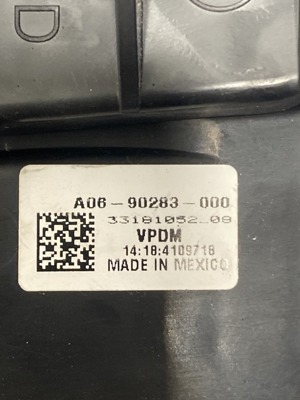 D
A06-90283-000
33181052_08
VPDM
14:18:4109718
MADE IN MEXICO